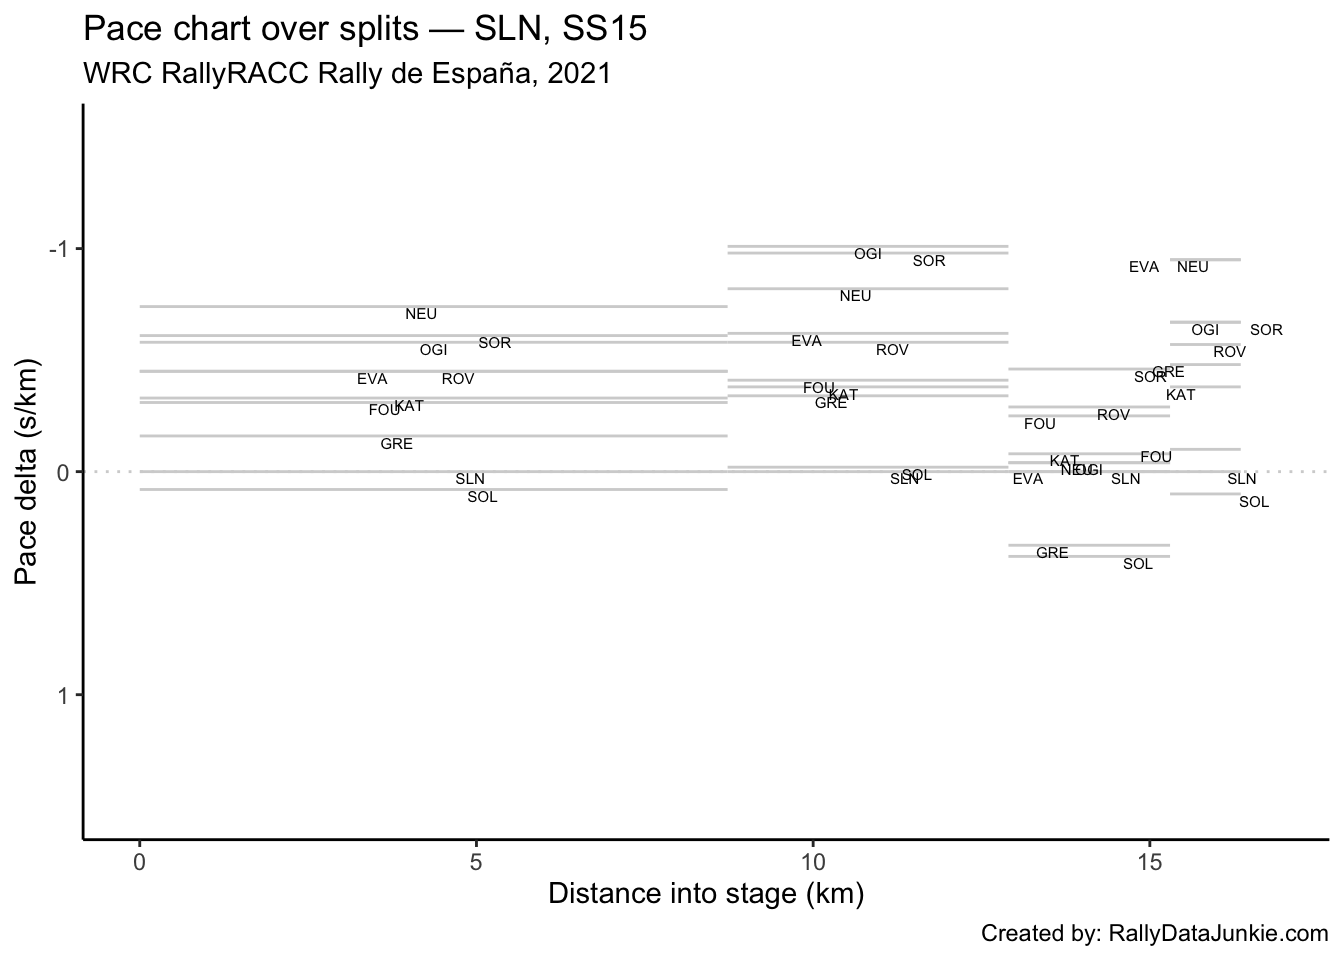 Pace chart over splits — SLN, SS15
WRC RallyRACC Rally de España, 2021
Pace delta (s/km)
-1
0
1
NEU
SOR
OGI
EVA ROV
KAT
FOU
GRE
SLN
SOL
OGI
SOR
NEU
EVA
ROV
FOU
KAT
GRE
SOL
SLN
SOR
ROV
FOU
KAT
NEU
OGI
EVA
SLN
GRE
SOL
EVA NEU
OGI SOR
ROV
GRE
KAT
FOU
SLN
SOL
0 5 10 15
Distance into stage (km)
Created by: RallyDataJunkie.com